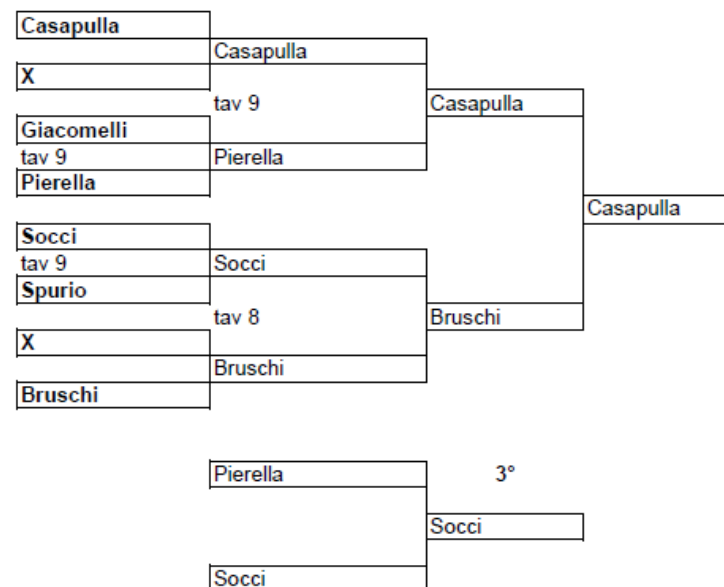 Casapulla
Casapulla
X
tav 9
Casapulla
Giacomelli
tav 9
Pierella
Pierella
Casapulla
Socci
tav 9
Socci
Spurio
tav 8
Bruschi
X
Bruschi
Bruschi
Pierella
3°
Socci
Socci